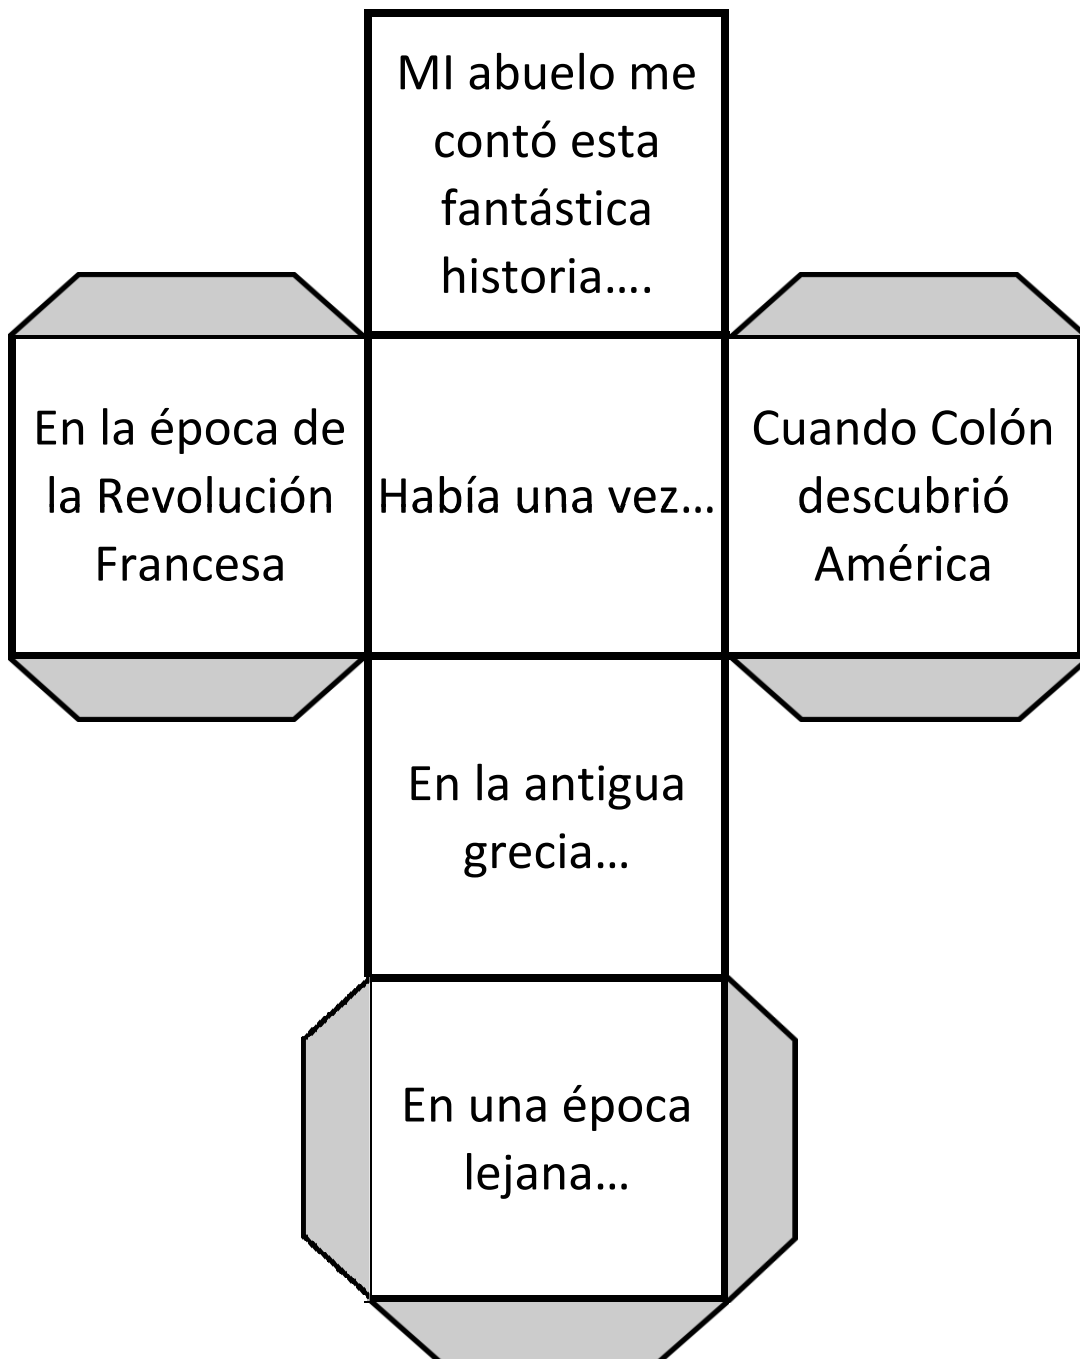 MI abuelo me
contó esta
fantástica
historia....
En la época de
la Revolución
Francesa
Había una vez...
Cuando Colón
descubrió
América
En la antigua
grecia...
En una época
lejana...